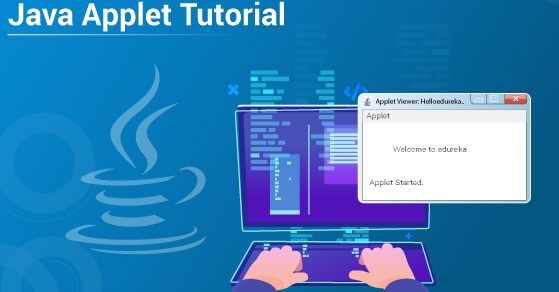 Java Applet Tutorial
Applet Viewer: Helloedureka..
Applet
Welcome to edureka
Applet Started.